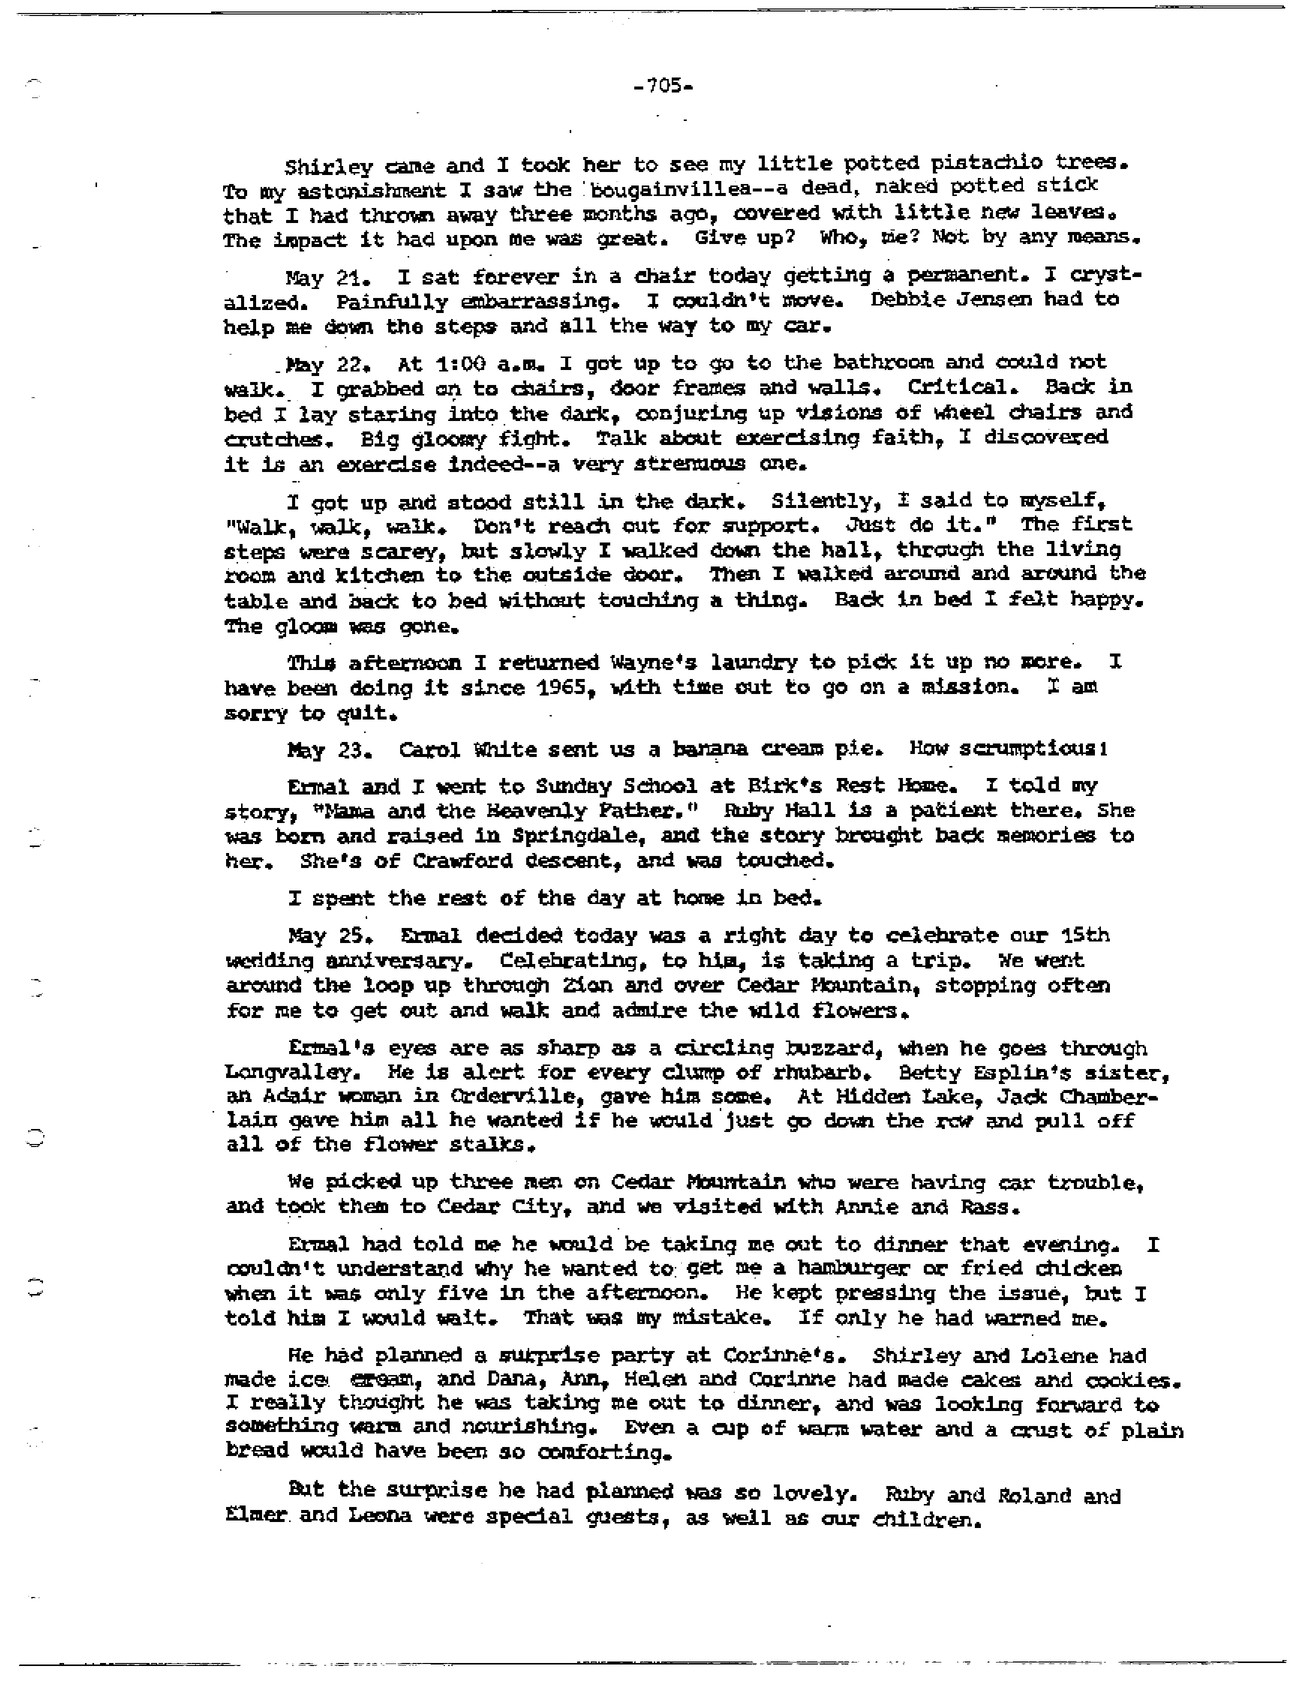 -705-
Shirley came and I took her to see my little potted pistachio trees.
To my astonishment I saw the bougainvillea--a dead, naked potted stick
that I had thrown away three months ago, covered with little new leaves.
The impact it had upon me was great. Give up? Who, me? Not by any means.
May 21. I sat forever in a chair today getting a permanent. I cryst-
alized. Painfully embarrassing. I couldn't move. Debbie Jensen had to
help me down the steps and all the way to my car.
May 22. At 1:00 a.m. I got up to go to the bathroom and could not
walk. I grabbed on to chairs, door frames and walls. Critical. Back in
bed I lay staring into the dark, conjuring up visions of wheel chairs and
crutches. Big gloomy fight. Talk about exercising faith, I discovered
it is an exercise indeed--a very strenuous one.
I got up and stood still in the dark. Silently, I said to myself,
"Walk, walk, walk. Don't reach out for support. Just do it." The first
steps were scarey, but slowly I walked down the hall, through the living
room and kitchen to the outside door. Then I walked around and around the
table and back to bed without touching a thing. Back in bed I felt happy.
The gloom was gone.
This afternoon I returned Wayne's laundry to pick it up no more. I
have been doing it since 1965, with time out to go on a mission. I am
sorry to quit.
May 23. Carol White sent us a banana cream pie. How scrumptious!
Ermal and I went to Sunday School at Birk's Rest Home. I told my
story, "Mama and the Heavenly Father." Ruby Hall is a patient there. She
was born and raised in Springdale, and the story brought back memories to
her. She's of Crawford descent, and was touched.
I spent the rest of the day at home in bed.
May 25. Ermal decided today was a right day to celebrate our 15th
wedding anniversary. Celebrating, to him, is taking a trip. We went
around the loop up through Zion and over Cedar Mountain, stopping often
for me to get out and walk and admire the wild flowers.
Ermal's eyes are as sharp as a circling buzzard, when he goes through
Longvalley. He is alert for every clump of rhubarb. Betty Esplin's sister,
an Adair woman in Orderville, gave him some. At Hidden Lake, Jack Chamber-
lain gave him all he wanted if he would just go down the row and pull off
all of the flower stalks.
We picked up three men on Cedar Mountain who were having car trouble,
and took them to Cedar City, and we visited with Annie and Rass.
Ermal had told me he would be taking me out to dinner that evening. I
couldn't understand why he wanted to get me a hamburger or fried chicken
when it was only five in the afternoon. He kept pressing the issue, but I
told him I would wait. That was my mistake. If only he had warned me.
He had planned a surprise party at Corinne's. Shirley and Lolene had
made ice cream, and Dana, Ann, Helen and Corinne had made cakes and cookies.
I really thought he was taking me out to dinner, and was looking forward to
something warm and nourishing. Even a cup of warm water and a crust of plain
bread would have been so comforting.
But the surprise he had planned was so lovely. Ruby and Roland and
Elmer and Leona were special guests, as well as our children.